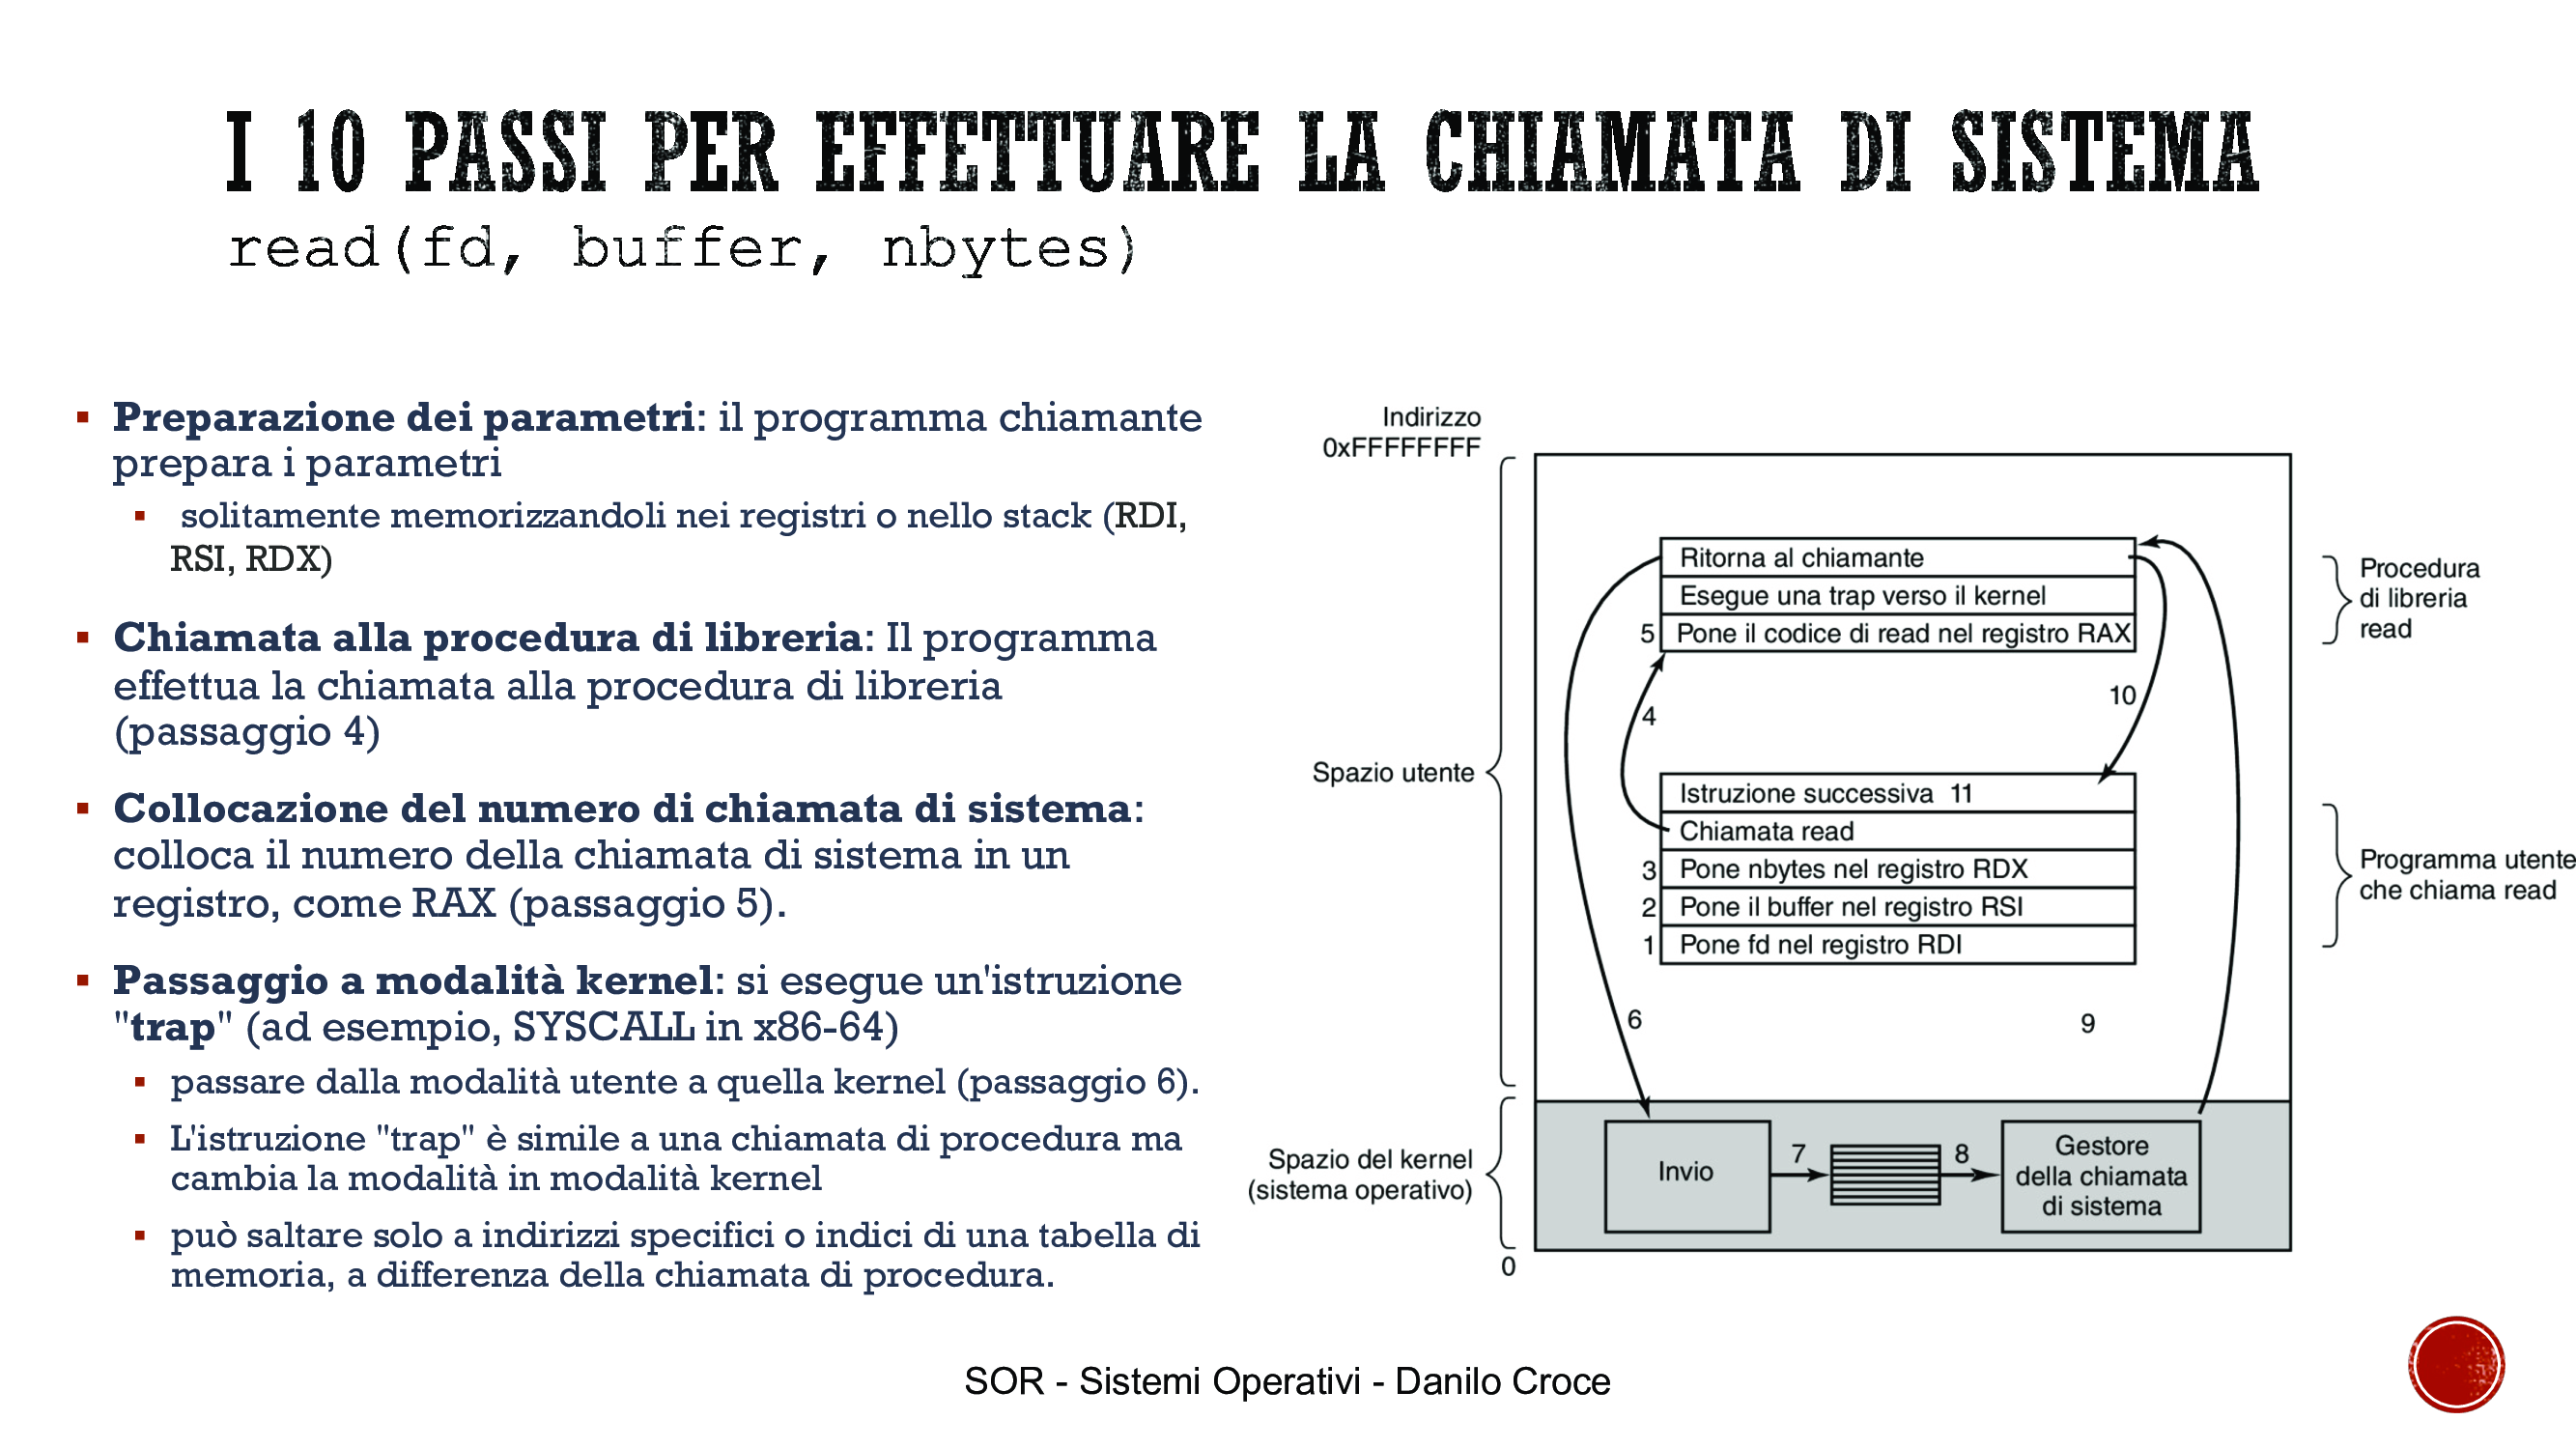 I 10 PASSI PER EFFETTUARE LA CHIAMATA DI SISTEMA
read(fd, buffer, nbytes)
▪ Preparazione dei parametri: il programma chiamante
prepara i parametri
▪ solitamente memorizzandoli nei registri o nello stack (RDI,
RSI, RDX)
▪ Chiamata alla procedura di libreria: Il programma
effettua la chiamata alla procedura di libreria
(passaggio 4)
▪ Collocazione del numero di chiamata di sistema:
colloca il numero della chiamata di sistema in un
registro, come RAX (passaggio 5).
▪ Passaggio a modalità kernel: si esegue un'istruzione
"trap" (ad esempio, SYSCALL in x86-64)
▪ passare dalla modalità utente a quella kernel (passaggio 6).
▪ L'istruzione "trap" è simile a una chiamata di procedura ma
cambia la modalità in modalità kernel
▪ può saltare solo a indirizzi specifici o indici di una tabella di
memoria, a differenza della chiamata di procedura.
Indirizzo
0xFFFFFFFF
Ritorna al chiamante
Esegue una trap verso il kernel
5 Pone il codice di read nel registro RAX
Procedura
di libreria
read
4
10
Spazio utente
Istruzione successiva 11
Chiamata read
3 Pone nbytes nel registro RDX
2 Pone il buffer nel registro RSI
1 Pone fd nel registro RDI
Programma utente
che chiama read
6
9
Spazio del kernel
(sistema operativo)
Invio
7
8
Gestore
della chiamata
di sistema
0
SOR - Sistemi Operativi - Danilo Croce